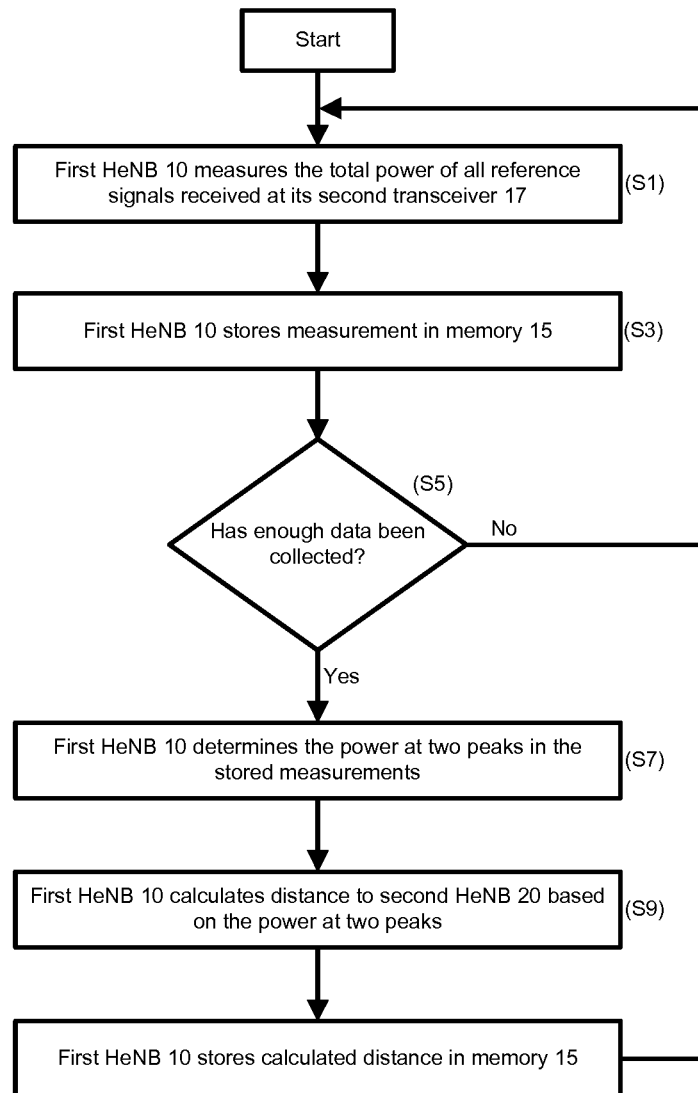 Start
First HeNB 10 measures the total power of all reference
signals received at its second transceiver 17
(S1)
First HeNB 10 stores measurement in memory 15
(S3)
(S5)
Has enough data been
collected?
No
Yes
First HeNB 10 determines the power at two peaks in the
stored measurements
(S7)
First HeNB 10 calculates distance to second HeNB 20 based
on the power at two peaks
(S9)
First HeNB 10 stores calculated distance in memory 15